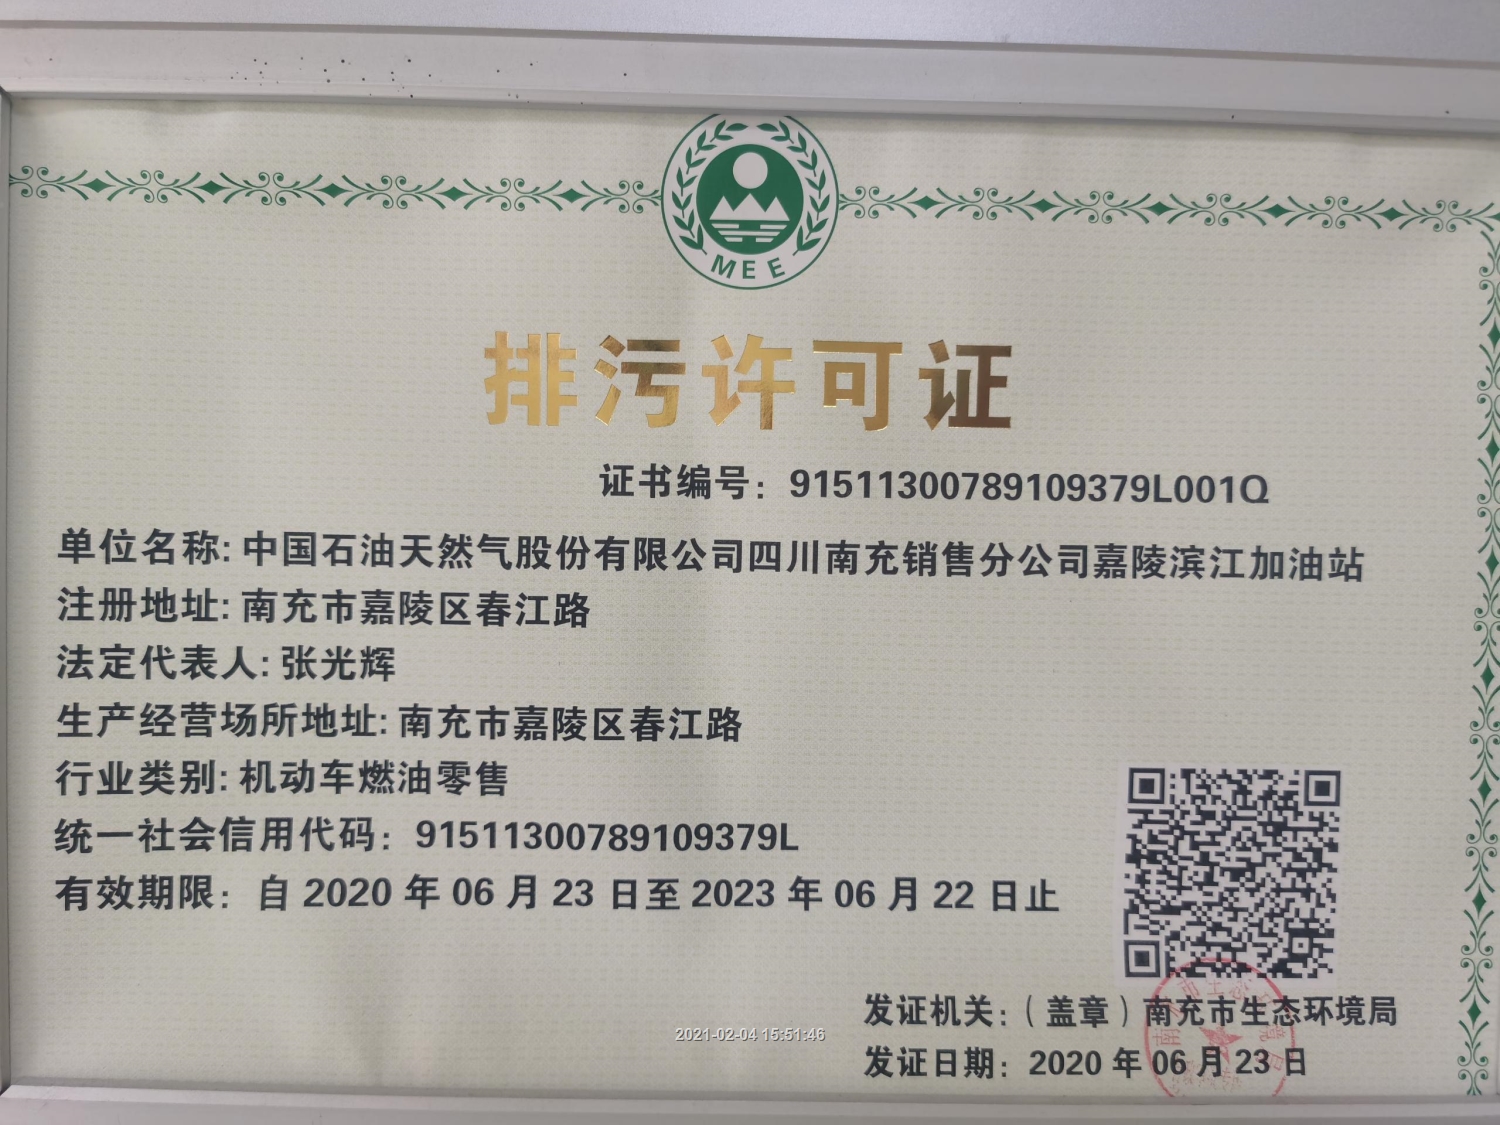 MEE
排污许可证
证书编号：91511300789109379L001Q
单位名称：中国石油天然气股份有限公司四川南充销售分公司嘉陵滨江加油站
注册地址：南充市嘉陵区春江路
法定代表人：张光辉
生产经营场所地址：南充市嘉陵区春江路
行业类别：机动车燃油零售
统一社会信用代码：91511300789109379L
有效期限：自 2020 年 06 月 23 日至 2023 年 06 月 22 日止
发证机关：（盖章）南充市生态环境局
发证日期：2020 年 06 月 23 日
2021-02-04 15:51:46